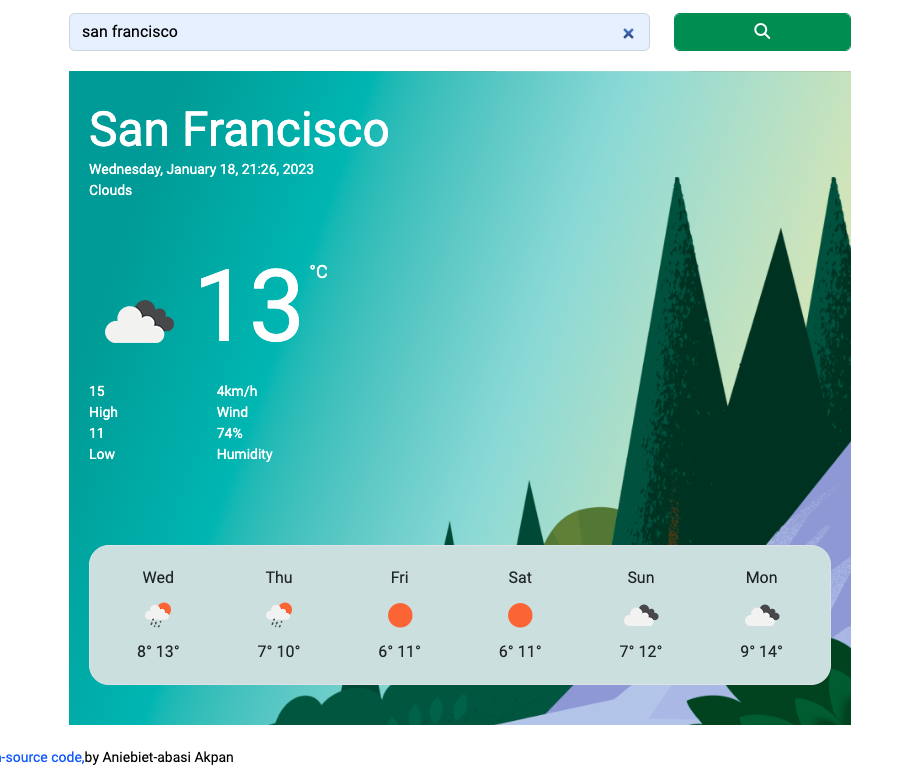 san francisco
San Francisco
Wednesday, January 18, 21:26, 2023
Clouds
13 °C
15 4km/h
High Wind
11 74%
Low Humidity
Wed Thu Fri Sat Sun Mon
8° 13° 7° 10° 6° 11° 6° 11° 7° 12° 9° 14°
-source code,by Aniebiet-abasi Akpan